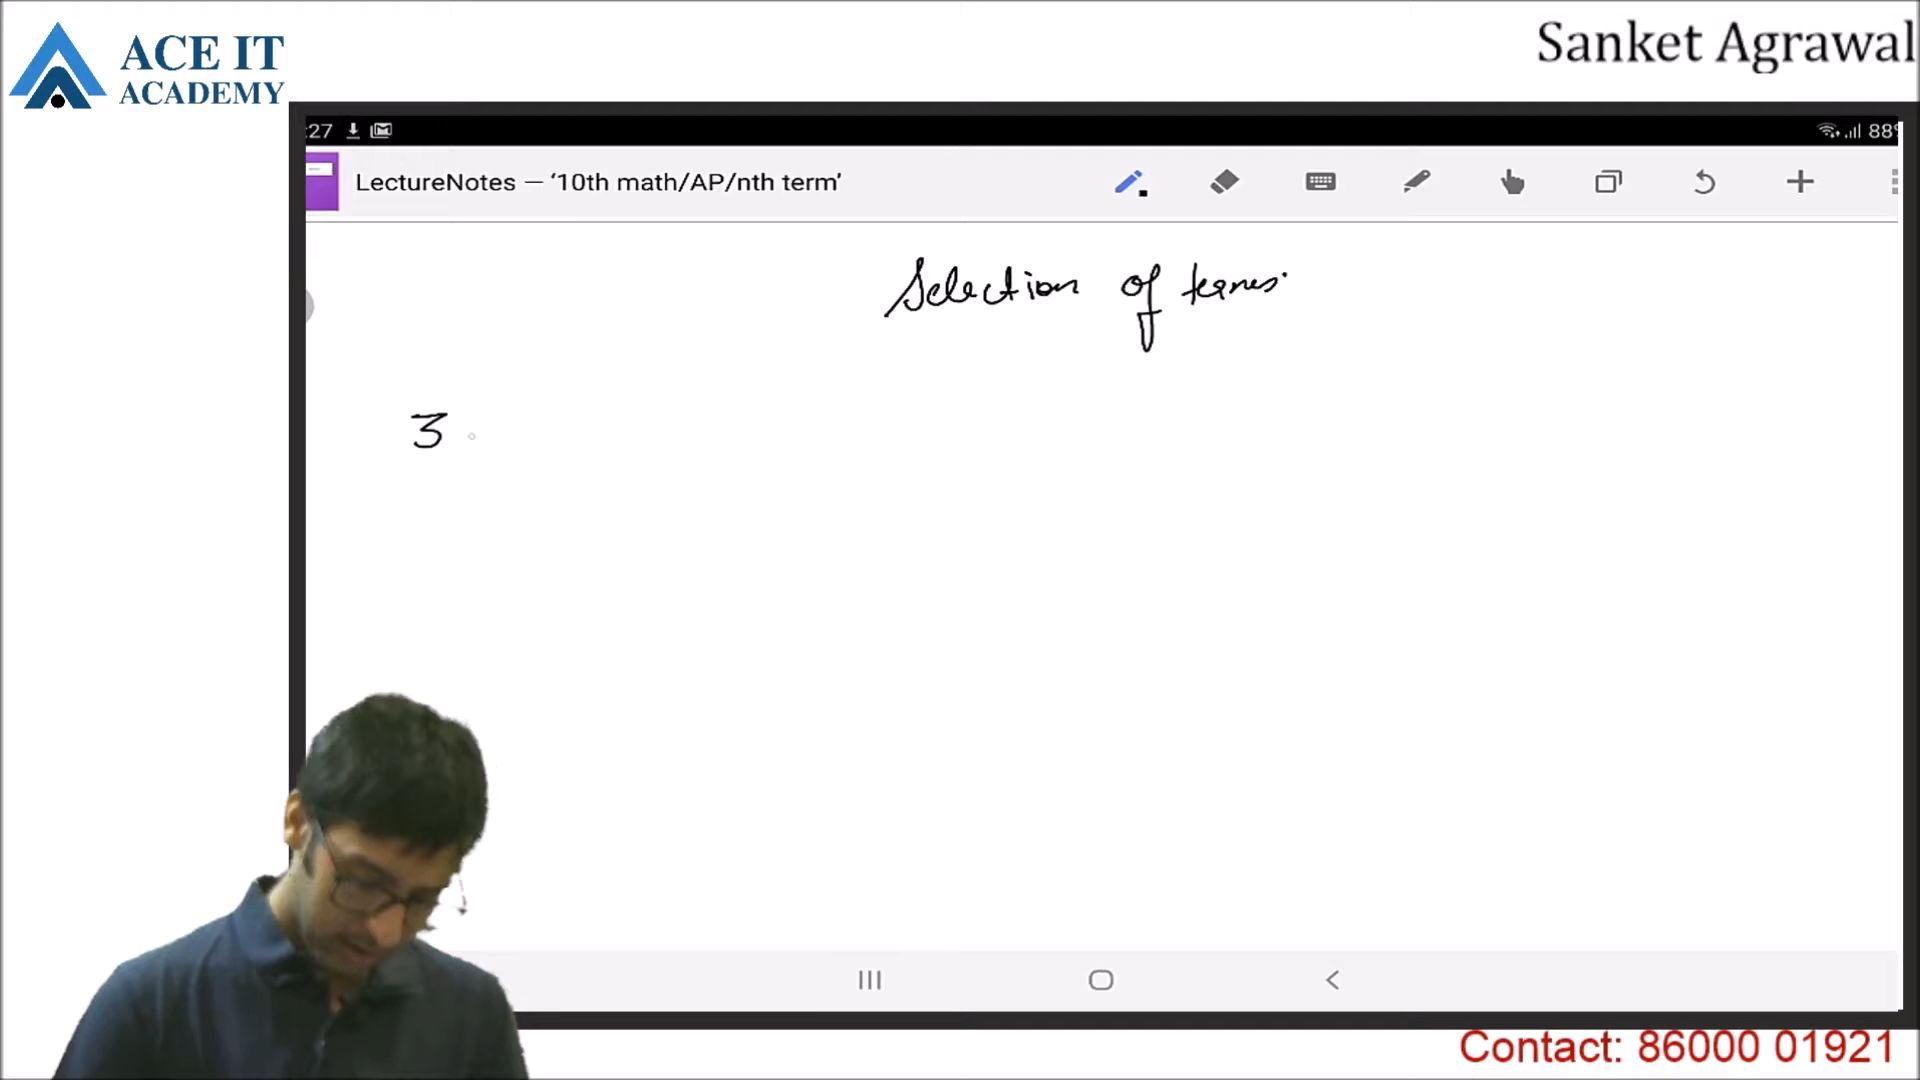 ACE IT
ACADEMY
Sanket Agrawal
:27
88%
LectureNotes – ‘10th math/AP/nth term’
Selection of terms
3
Contact: 86000 01921